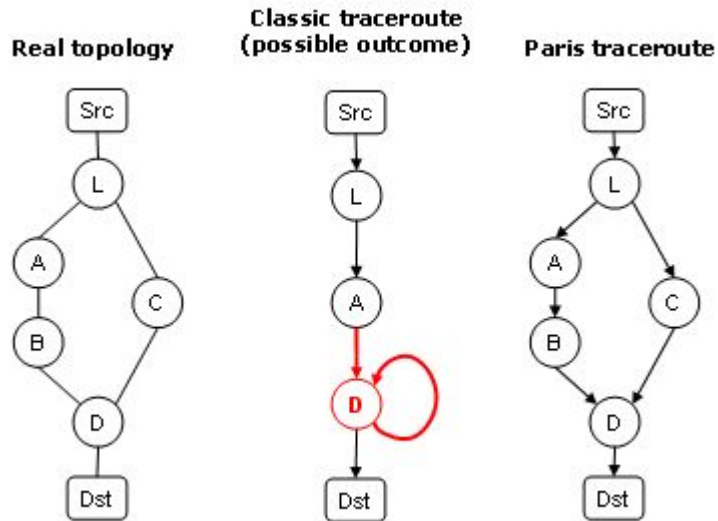 Real topology
Classic traceroute
(possible outcome)
Paris traceroute
Src
L
A
B
C
D
Dst
Src
L
A
D
Dst
Src
L
A
B
C
D
Dst